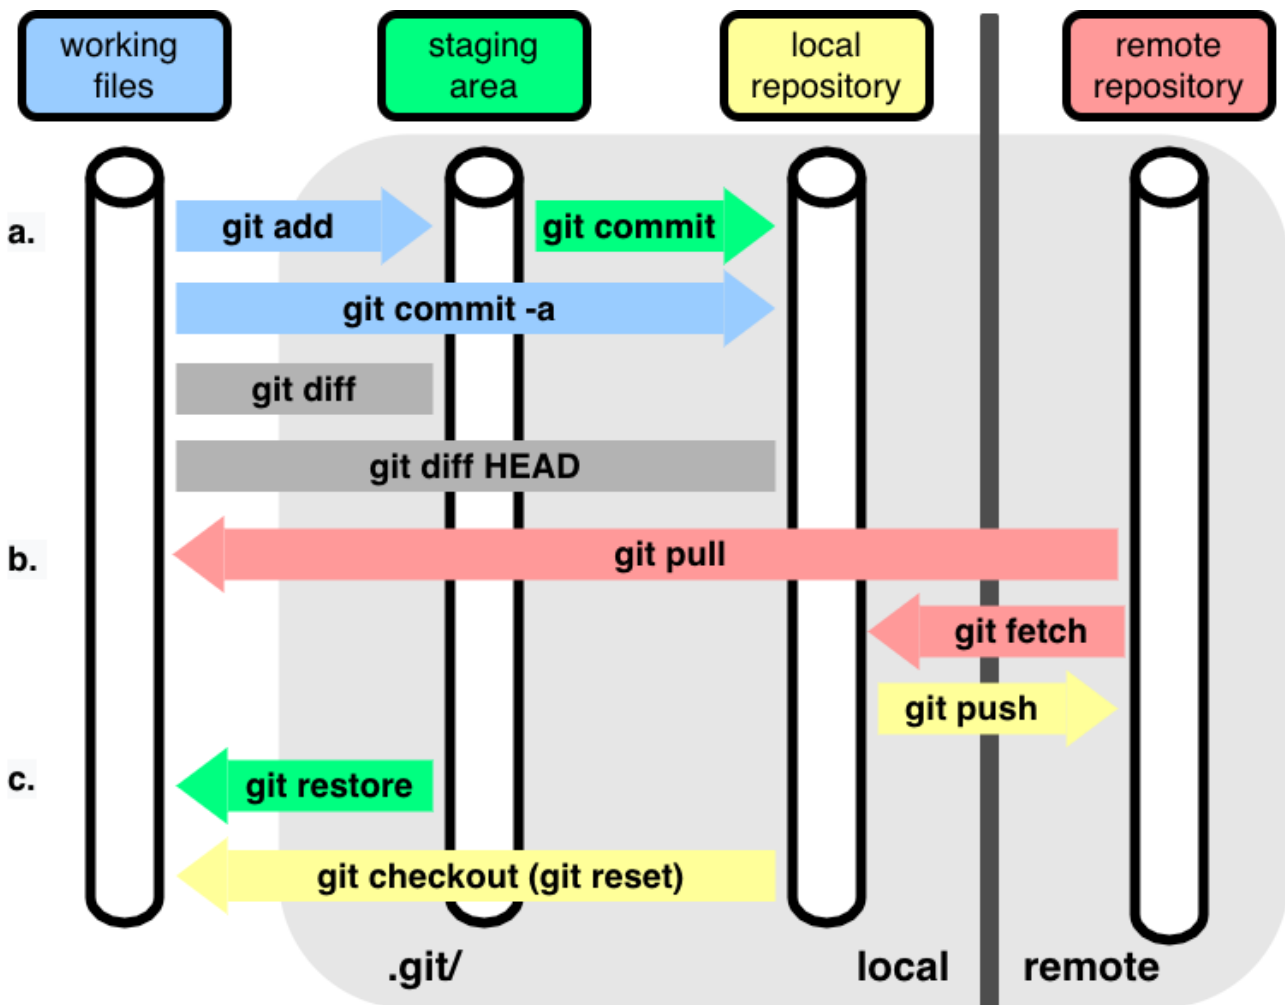 working
files
staging
area
local
repository
remote
repository
a.
git add
git commit
git commit -a
git diff
git diff HEAD
b.
git pull
git fetch
git push
c.
git restore
git checkout (git reset)
.git/
local
remote